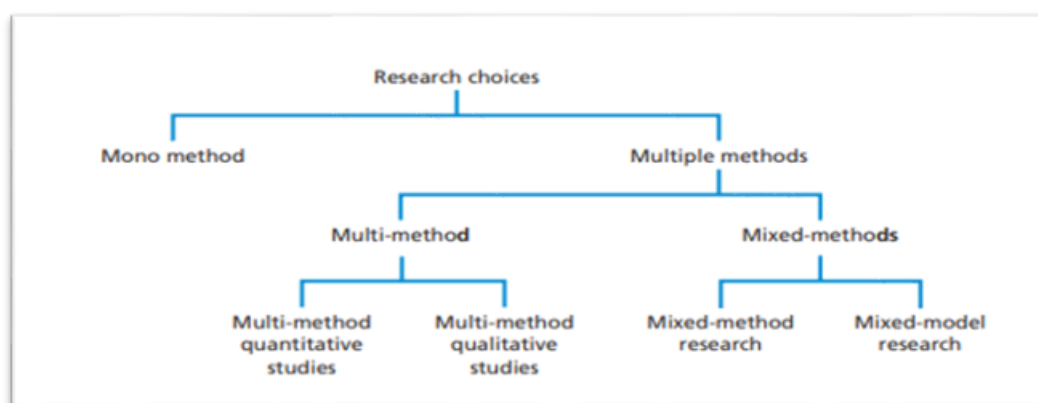 Research choices
Mono method
Multiple methods
Multi-method
Mixed-methods
Multi-method
quantitative
studies
Multi-method
qualitative
studies
Mixed-method
research
Mixed-model
research